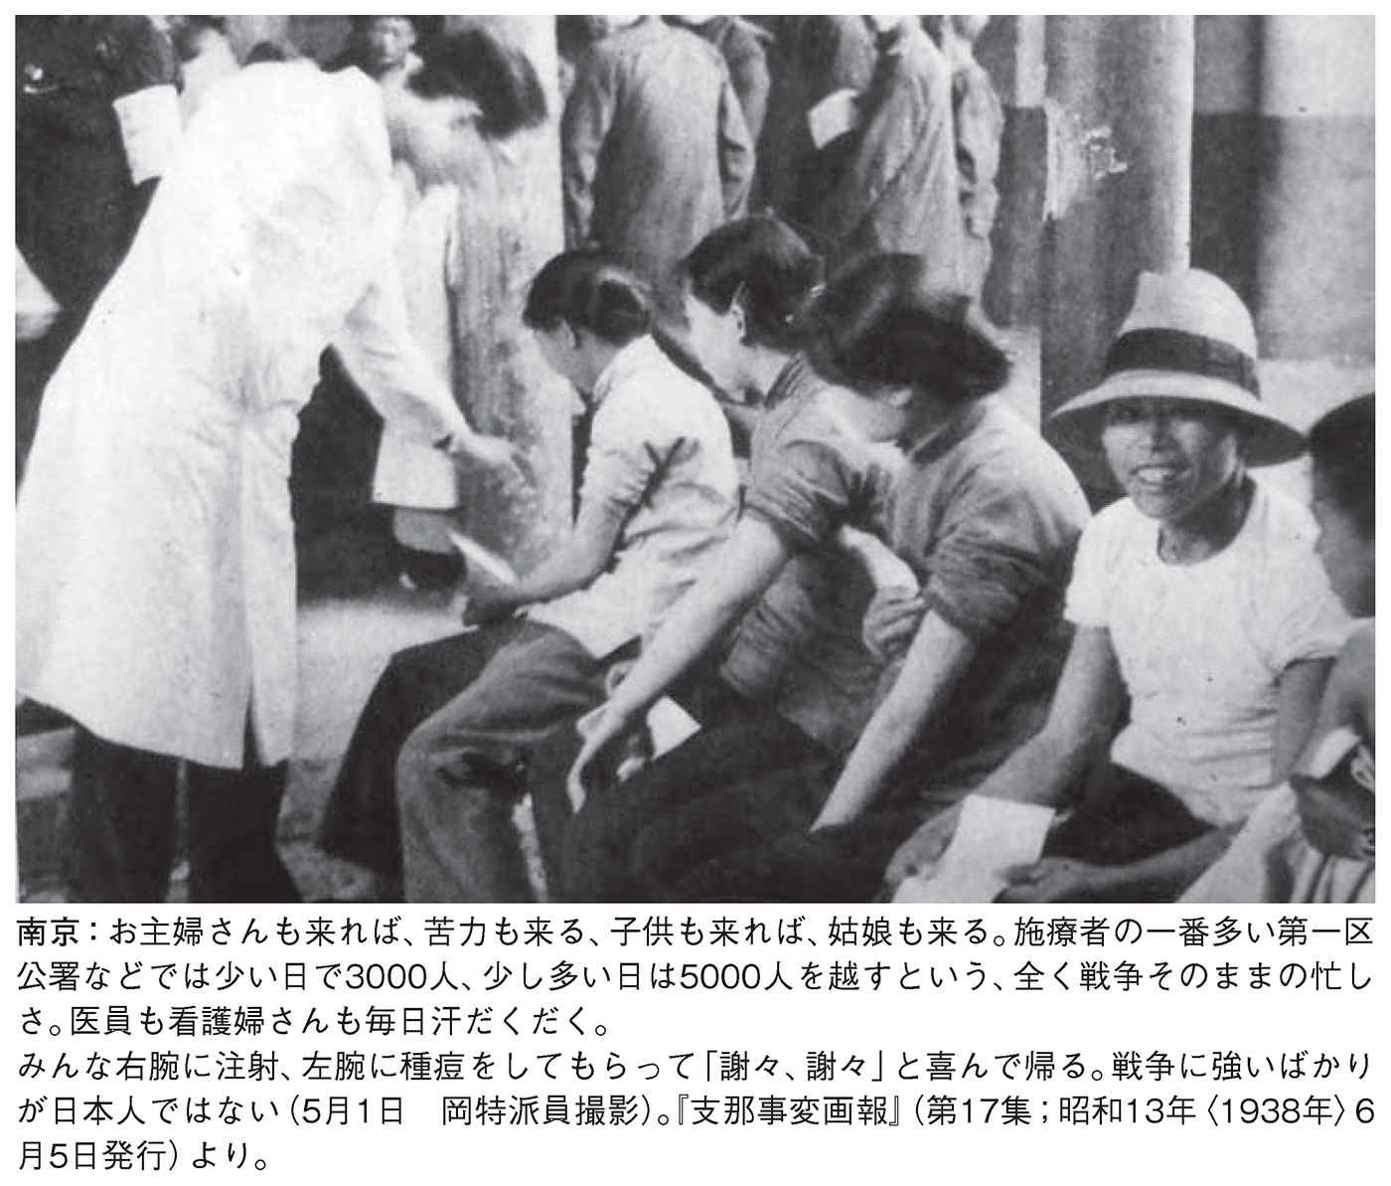 南京：お主婦さんも来れば、苦力も来る、子供も来れば、姑娘も来る。施療者の一番多い第一区
公署などでは少い日で3000人、少し多い日は5000人を越すという、全く戦争そのままの忙し
さ。医員も看護婦さんも毎日汗だくだく。
みんな右腕に注射、左腕に種痘をしてもらって「謝々、謝々」と喜んで帰る。戦争に強いばかり
が日本人ではない（5月1日　岡特派員撮影）。『支那事変画報』（第17集；昭和13年〈1938年〉6
月5日発行）より。